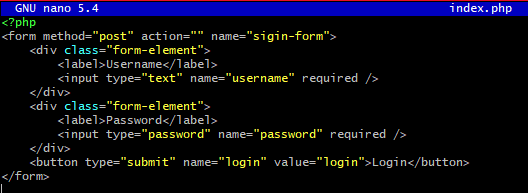 GNU nano 5.4 index.php
<?php
<form method="post" action="" name="sigin-form">
    <div class="form-element">
        <label>Username</label>
        <input type="text" name="username" required />
    </div>
    <div class="form-element">
        <label>Password</label>
        <input type="password" name="password" required />
    </div>
    <button type="submit" name="login" value="login">Login</button>
</form>